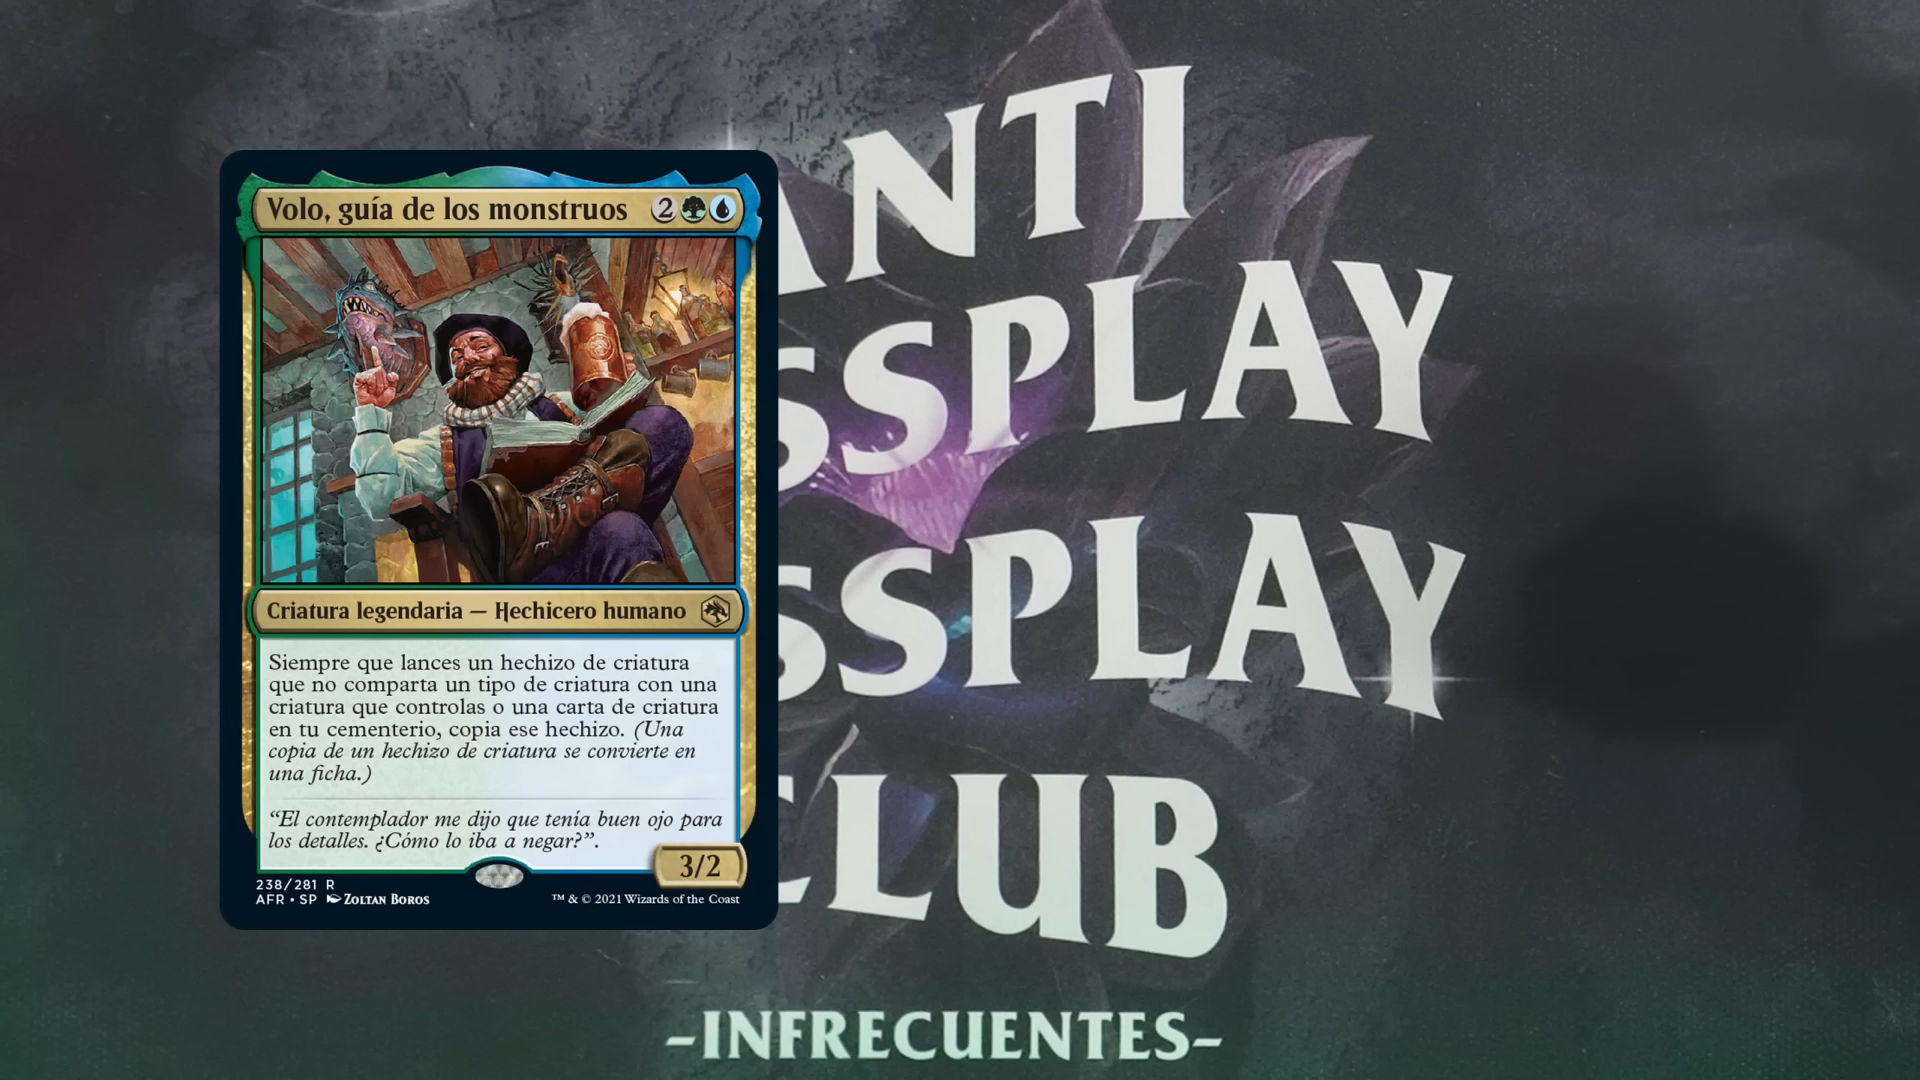 Volo, guía de los monstruos 2
Criatura legendaria — Hechicero humano
Siempre que lances un hechizo de criatura
que no comparta un tipo de criatura con una
criatura que controlas o una carta de criatura
en tu cementerio, copia ese hechizo. (Una
copia de un hechizo de criatura se convierte en
una ficha.)
“El contemplador me dijo que tenía buen ojo para
los detalles. ¿Cómo lo iba a negar?”.
3/2
238/281 R
AFR • SP Zoltan Boros
™ & © 2021 Wizards of the Coast
ANTI
SSPLAY
SSPLAY
CLUB
-INFRECUENTES-